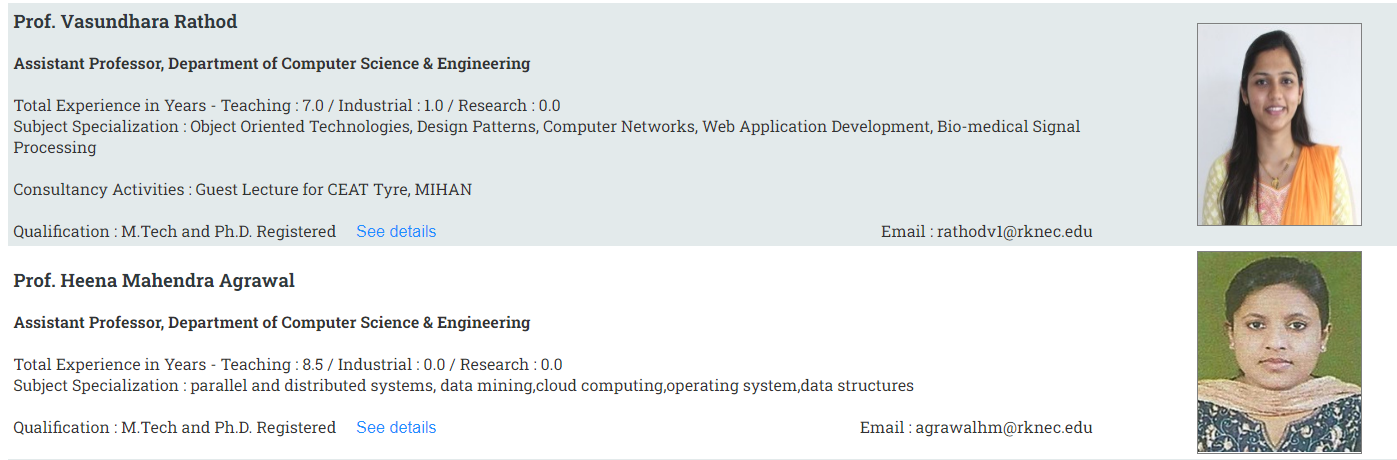 Prof. Vasundhara Rathod
Assistant Professor, Department of Computer Science & Engineering
Total Experience in Years - Teaching : 7.0 / Industrial : 1.0 / Research : 0.0
Subject Specialization : Object Oriented Technologies, Design Patterns, Computer Networks, Web Application Development, Bio-medical Signal
Processing
Consultancy Activities : Guest Lecture for CEAT Tyre, MIHAN
Qualification : M.Tech and Ph.D. Registered See details Email : rathodv1@rknec.edu
Prof. Heena Mahendra Agrawal
Assistant Professor, Department of Computer Science & Engineering
Total Experience in Years - Teaching : 8.5 / Industrial : 0.0 / Research : 0.0
Subject Specialization : parallel and distributed systems, data mining,cloud computing,operating system,data structures
Qualification : M.Tech and Ph.D. Registered See details Email : agrawalhm@rknec.edu